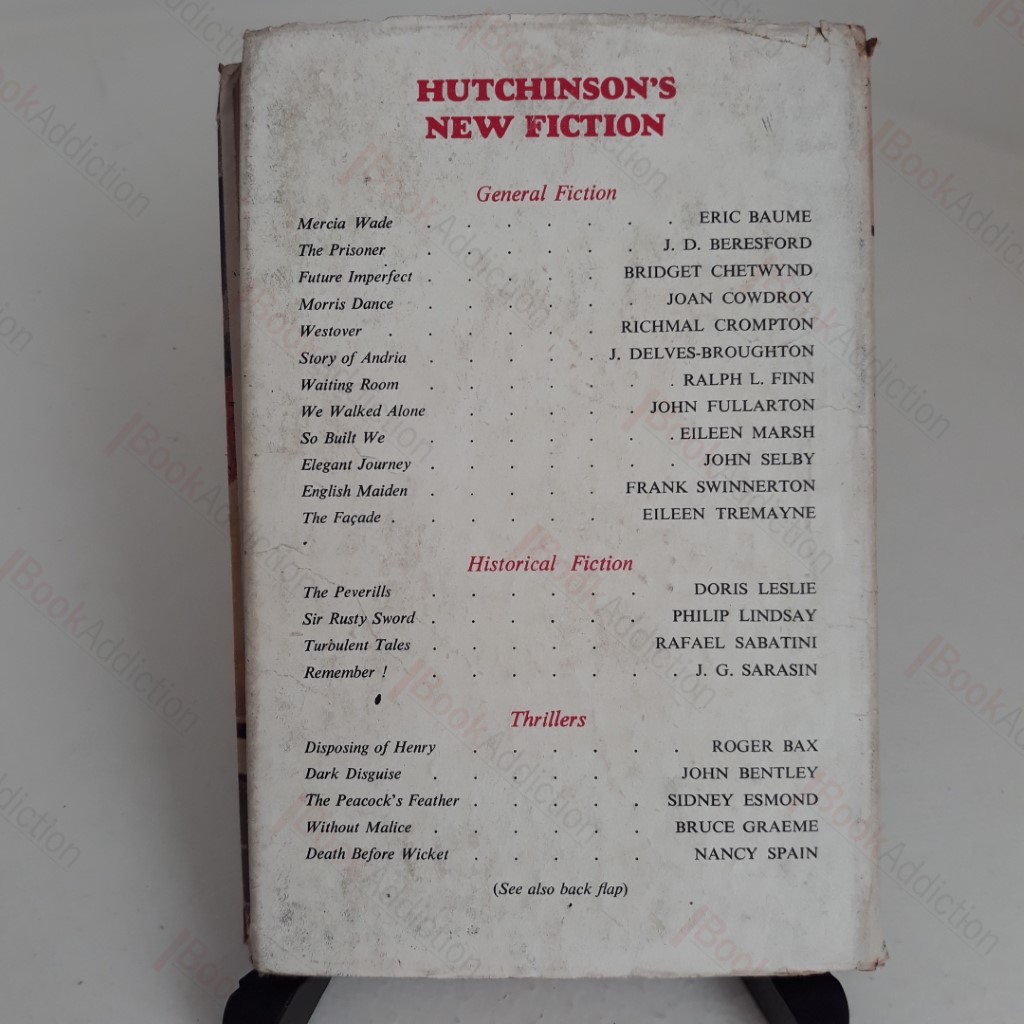 HUTCHINSON'S
NEW FICTION
General Fiction
Mercia Wade . . . . . . . ERIC BAUME
The Prisoner . . . . . . J. D. BERESFORD
Future Imperfect . . . . . BRIDGET CHETWYND
Morris Dance . . . . . . JOAN COWDROY
Westover . . . . . . RICHMAL CROMPTON
Story of Andria . . . . . J. DELVES-BROUGHTON
Waiting Room . . . . . . . RALPH L. FINN
We Walked Alone . . . . . JOHN FULLARTON
So Built We . . . . . . . EILEEN MARSH
Elegant Journey . . . . . . . JOHN SELBY
English Maiden . . . . . FRANK SWINNERTON
The Façade . . . . . . EILEEN TREMAYNE
Historical Fiction
The Peverills . . . . . . DORIS LESLIE
Sir Rusty Sword . . . . . . PHILIP LINDSAY
Turbulent Tales . . . . . RAFAEL SABATINI
Remember ! . . . . . . . J. G. SARASIN
Thrillers
Disposing of Henry . . . . . . ROGER BAX
Dark Disguise . . . . . JOHN BENTLEY
The Peacock's Feather . . . . . SIDNEY ESMOND
Without Malice . . . . . . BRUCE GRAEME
Death Before Wicket . . . . . NANCY SPAIN
(See also back flap)
BookAddiction